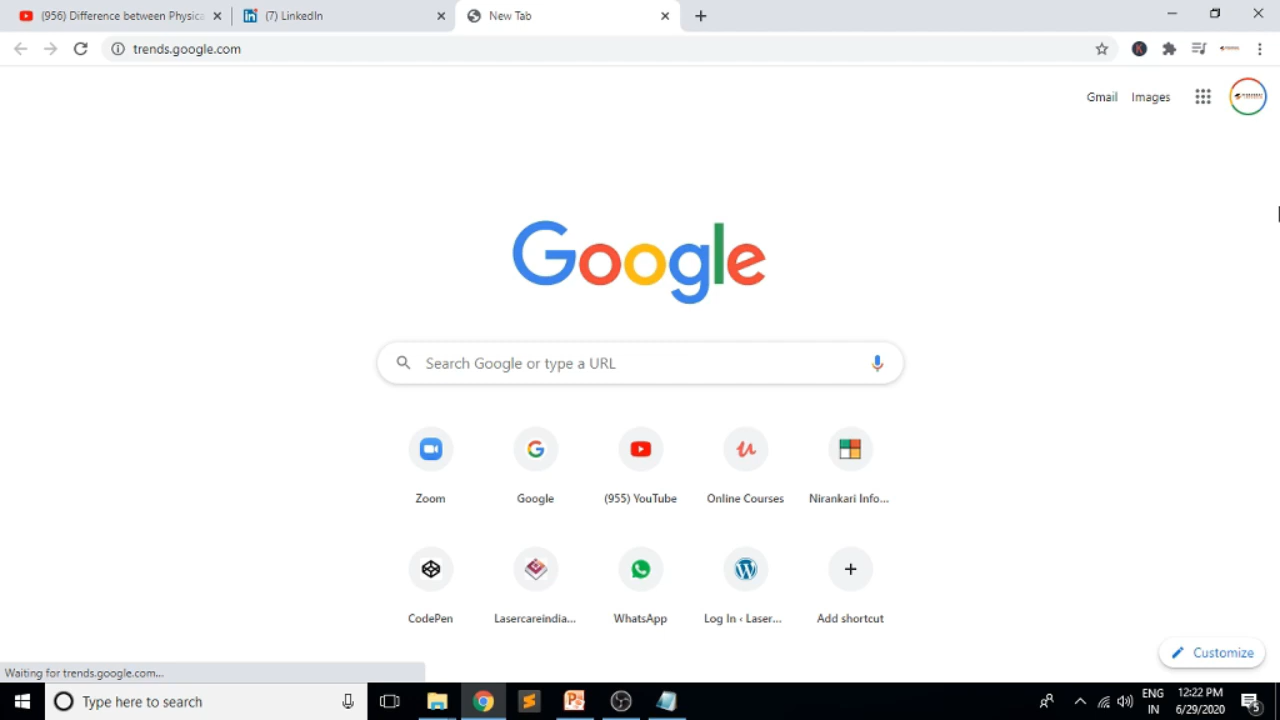 (956) Difference between Physica
(7) LinkedIn
New Tab
trends.google.com
Gmail
Images
Google
Search Google or type a URL
Zoom
Google
(955) YouTube
Online Courses
Nirankari Info...
CodePen
Lasercareindia...
WhatsApp
Log In ‹ Laser...
Add shortcut
Customize
Waiting for trends.google.com...
Type here to search
ENG
IN
12:22 PM
6/29/2020
5